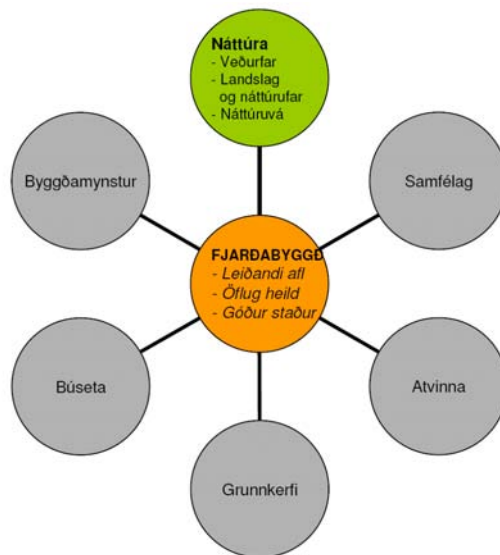 Náttúra
- Veðurfar
- Landslag
og náttúrufar
- Náttúruvá
Byggðamynstur
Samfélag
FJARÐABYGGÐ
- Leiðandi afl
- Öflug heild
- Góður staður
Búseta
Atvinna
Grunnkerfi